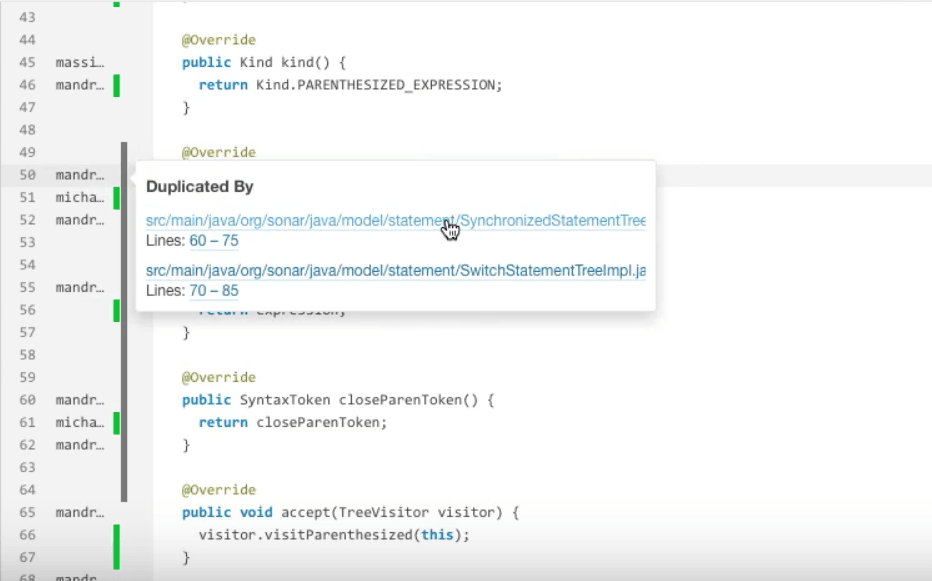 43
44 @Override
45 massi… public Kind kind() {
46 mandr… return Kind.PARENTHESIZED_EXPRESSION;
47 }
48
49 @Override
50 mandr…
Duplicated By
51 micha…
52 mandr… src/main/java/org/sonar/java/model/statement/SynchronizedStatementTree
53 Lines: 60 – 75
54 src/main/java/org/sonar/java/model/statement/SwitchStatementTreeImpl.ja
55 mandr… Lines: 70 – 85
56 return expression;
57 }
58
59 @Override
60 mandr… public SyntaxToken closeParenToken() {
61 micha… return closeParenToken;
62 mandr… }
63
64 @Override
65 mandr… public void accept(TreeVisitor visitor) {
66 visitor.visitParenthesized(this);
67 }
68 mandr